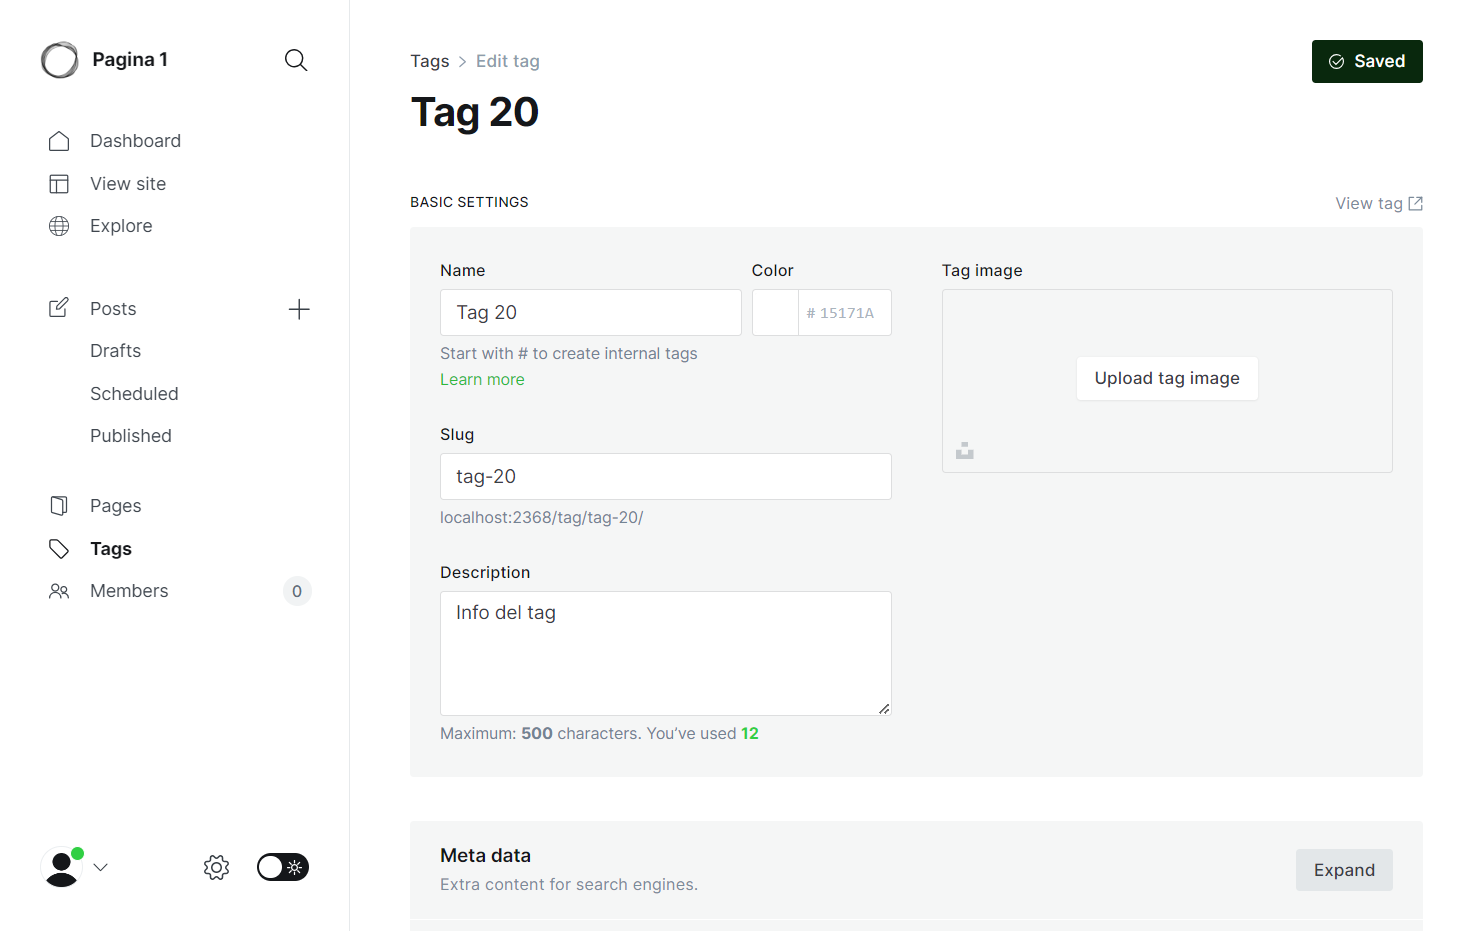 Pagina 1
Dashboard
View site
Explore
Posts
Drafts
Scheduled
Published
Pages
Tags
Members
0
Tags > Edit tag
Saved
Tag 20
BASIC SETTINGS
View tag
Name
Tag 20
Start with # to create internal tags
Learn more
Color
# 15171A
Slug
tag-20
localhost:2368/tag/tag-20/
Description
Info del tag
Maximum: 500 characters. You’ve used 12
Tag image
Upload tag image
Meta data
Extra content for search engines.
Expand